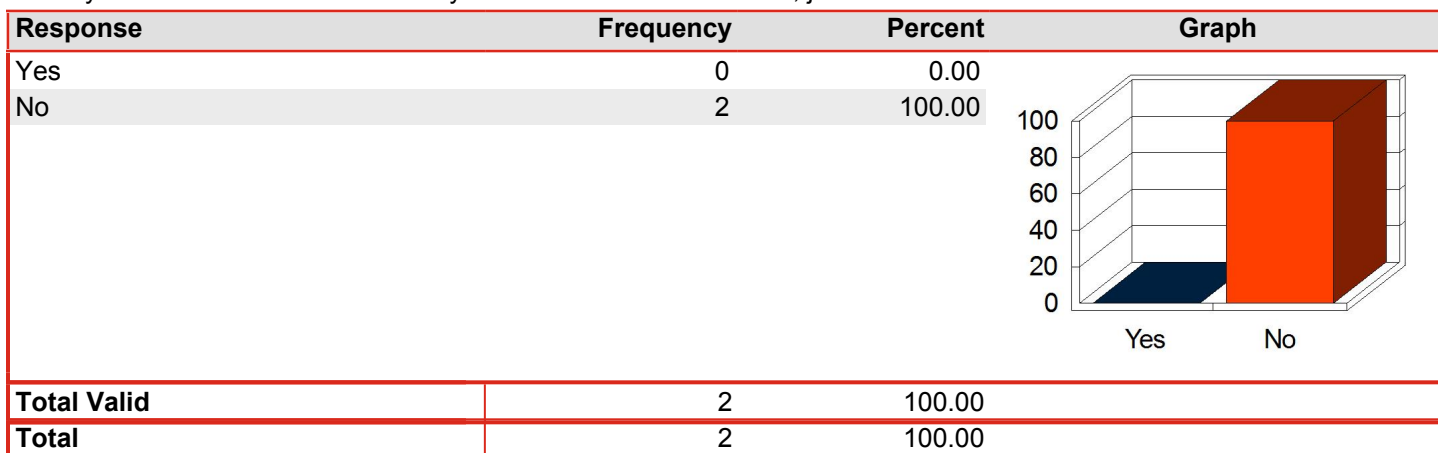 Response Frequency Percent Graph
Yes 0 0.00
No 2 100.00
100
80
60
40
20
0
Yes No
Total Valid 2 100.00
Total 2 100.00